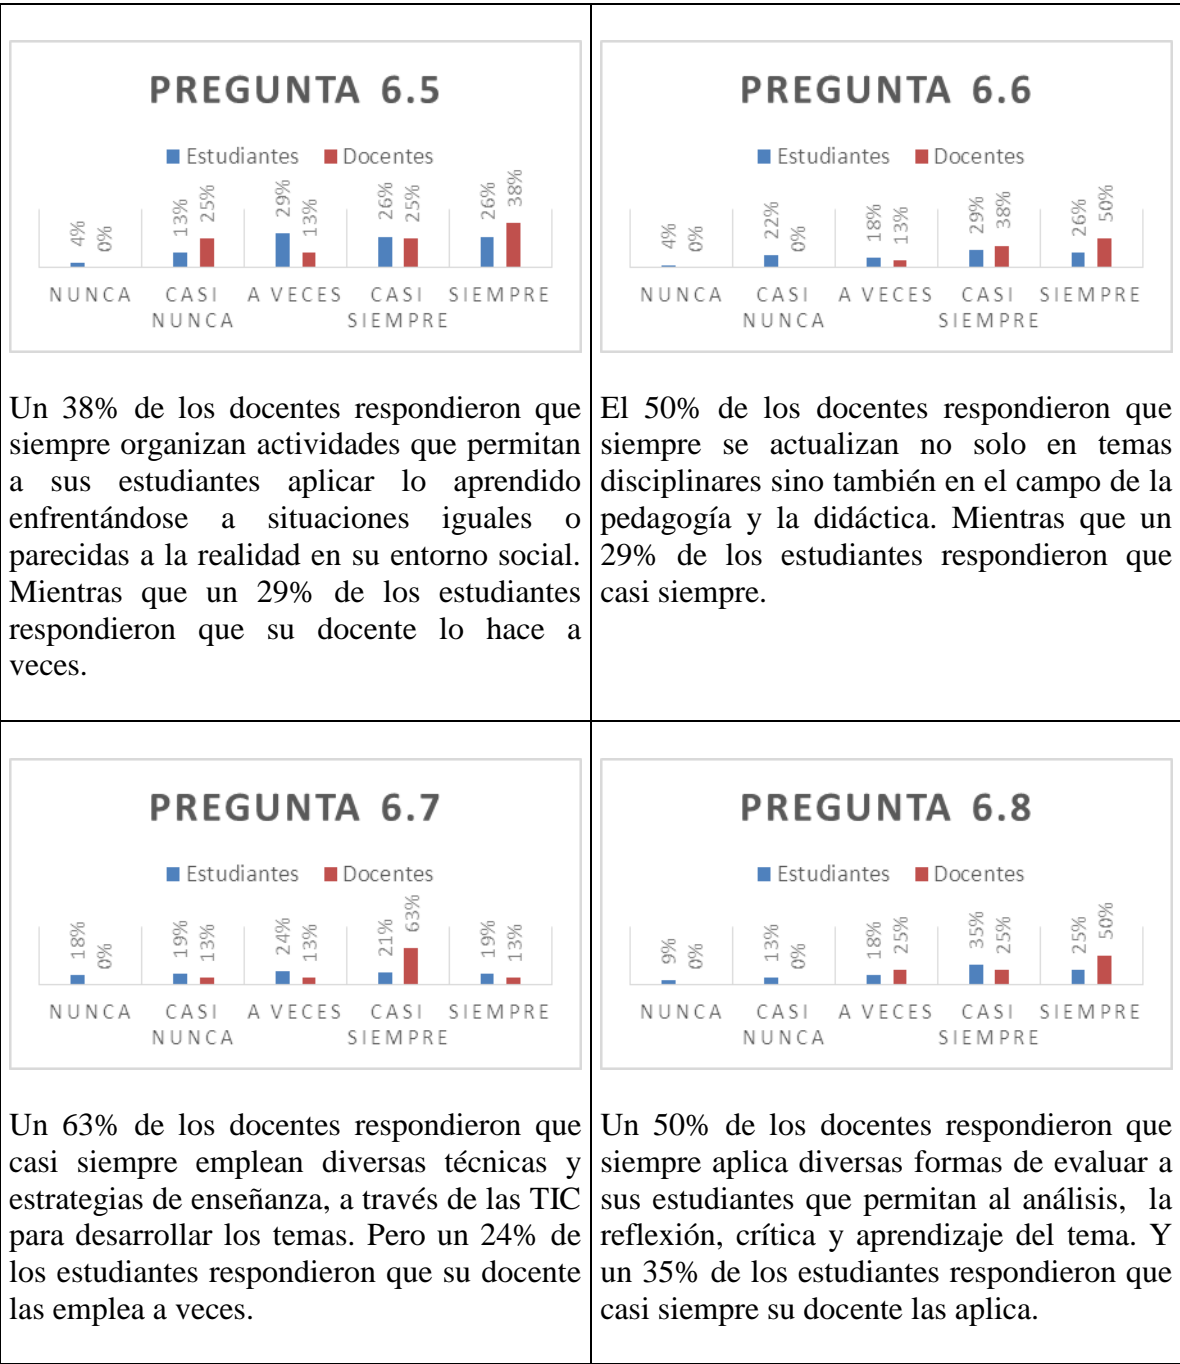 PREGUNTA 6.5
Estudiantes Docentes
4% 0% 13% 25% 29% 13% 26% 25% 26% 38%
NUNCA CASI NUNCA A VECES CASI SIEMPRE SIEMPRE
Un 38% de los docentes respondieron que
siempre organizan actividades que permitan
a sus estudiantes aplicar lo aprendido
enfrentándose a situaciones iguales o
parecidas a la realidad en su entorno social.
Mientras que un 29% de los estudiantes
respondieron que su docente lo hace a
veces.
PREGUNTA 6.6
Estudiantes Docentes
4% 0% 22% 0% 18% 13% 29% 38% 26% 50%
NUNCA CASI NUNCA A VECES CASI SIEMPRE SIEMPRE
El 50% de los docentes respondieron que
siempre se actualizan no solo en temas
disciplinares sino también en el campo de la
pedagogía y la didáctica. Mientras que un
29% de los estudiantes respondieron que
casi siempre.
PREGUNTA 6.7
Estudiantes Docentes
18% 0% 19% 13% 24% 13% 21% 63% 19% 13%
NUNCA CASI NUNCA A VECES CASI SIEMPRE SIEMPRE
Un 63% de los docentes respondieron que
casi siempre emplean diversas técnicas y
estrategias de enseñanza, a través de las TIC
para desarrollar los temas. Pero un 24% de
los estudiantes respondieron que su docente
las emplea a veces.
PREGUNTA 6.8
Estudiantes Docentes
9% 0% 13% 0% 18% 25% 35% 25% 25% 50%
NUNCA CASI NUNCA A VECES CASI SIEMPRE SIEMPRE
Un 50% de los docentes respondieron que
siempre aplica diversas formas de evaluar a
sus estudiantes que permitan al análisis, la
reflexión, crítica y aprendizaje del tema. Y
un 35% de los estudiantes respondieron que
casi siempre su docente las aplica.